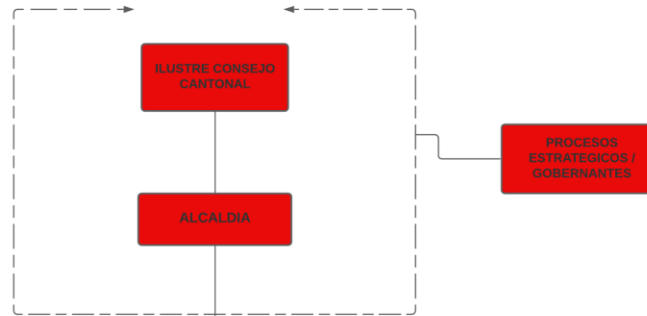 ILUSTRE CONSEJO
CANTONAL
PROCESOS
ESTRATEGICOS /
GOBERNANTES
ALCALDIA